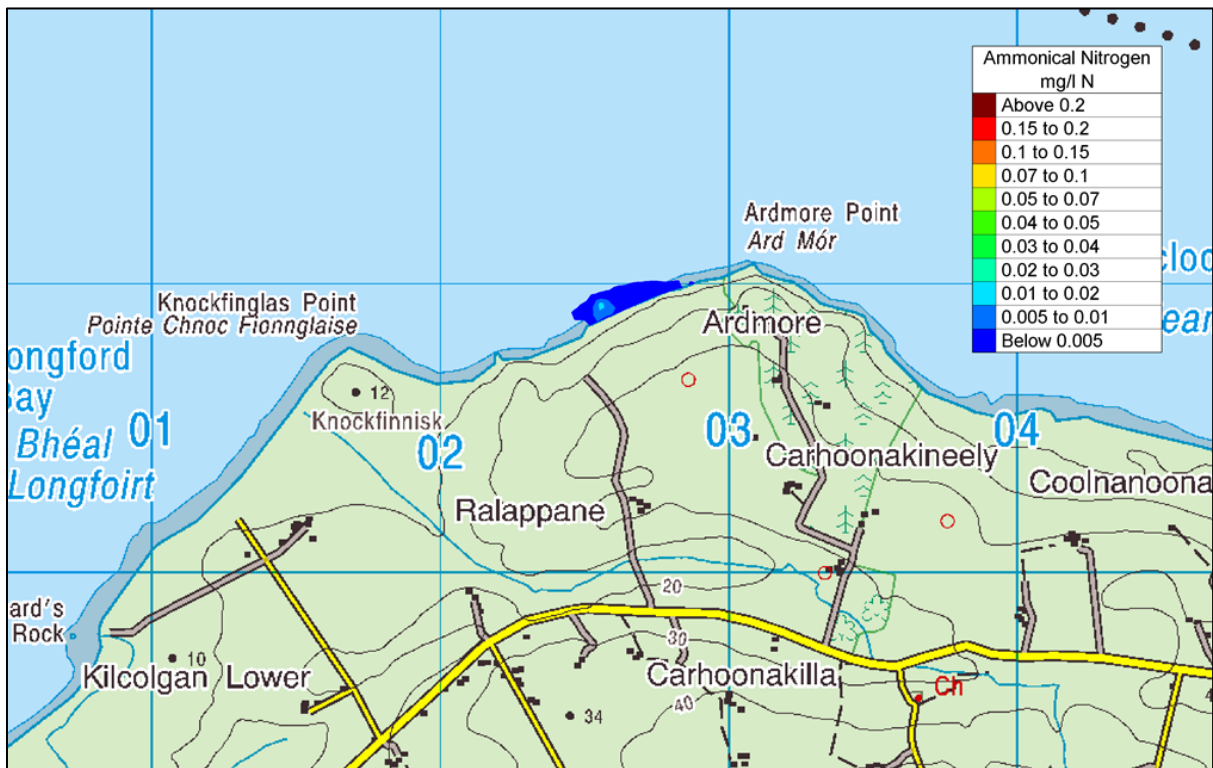 Ammonical Nitrogen
mg/l N
Above 0.2
0.15 to 0.2
0.1 to 0.15
0.07 to 0.1
0.05 to 0.07
0.04 to 0.05
0.03 to 0.04
0.02 to 0.03
0.01 to 0.02
0.005 to 0.01
Below 0.005
Ardmore Point
Ard Mór
cloo
ear
Knockfinglas Point
Pointe Chnoc Fionnglaise
Ardmore
ongford
Bay
Bhéal
Longfoirt
12
Knockfinnisk
01
02
03
04
Carhoonakineely
Coolnanoona
Ralappane
20
ard's
Rock
30
10
Kilcolgan Lower
Carhoonakilla
Ch
40
34
4